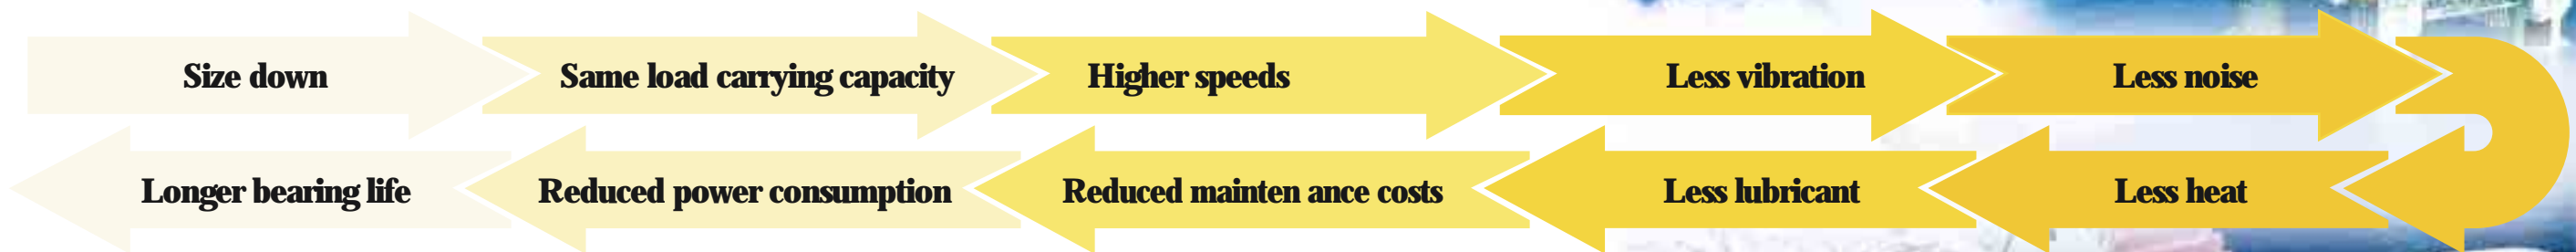 Size down
Same load carrying capacity
Higher speeds
Less vibration
Less noise
Less heat
Less lubricant
Reduced mainten ance costs
Reduced power consumption
Longer bearing life